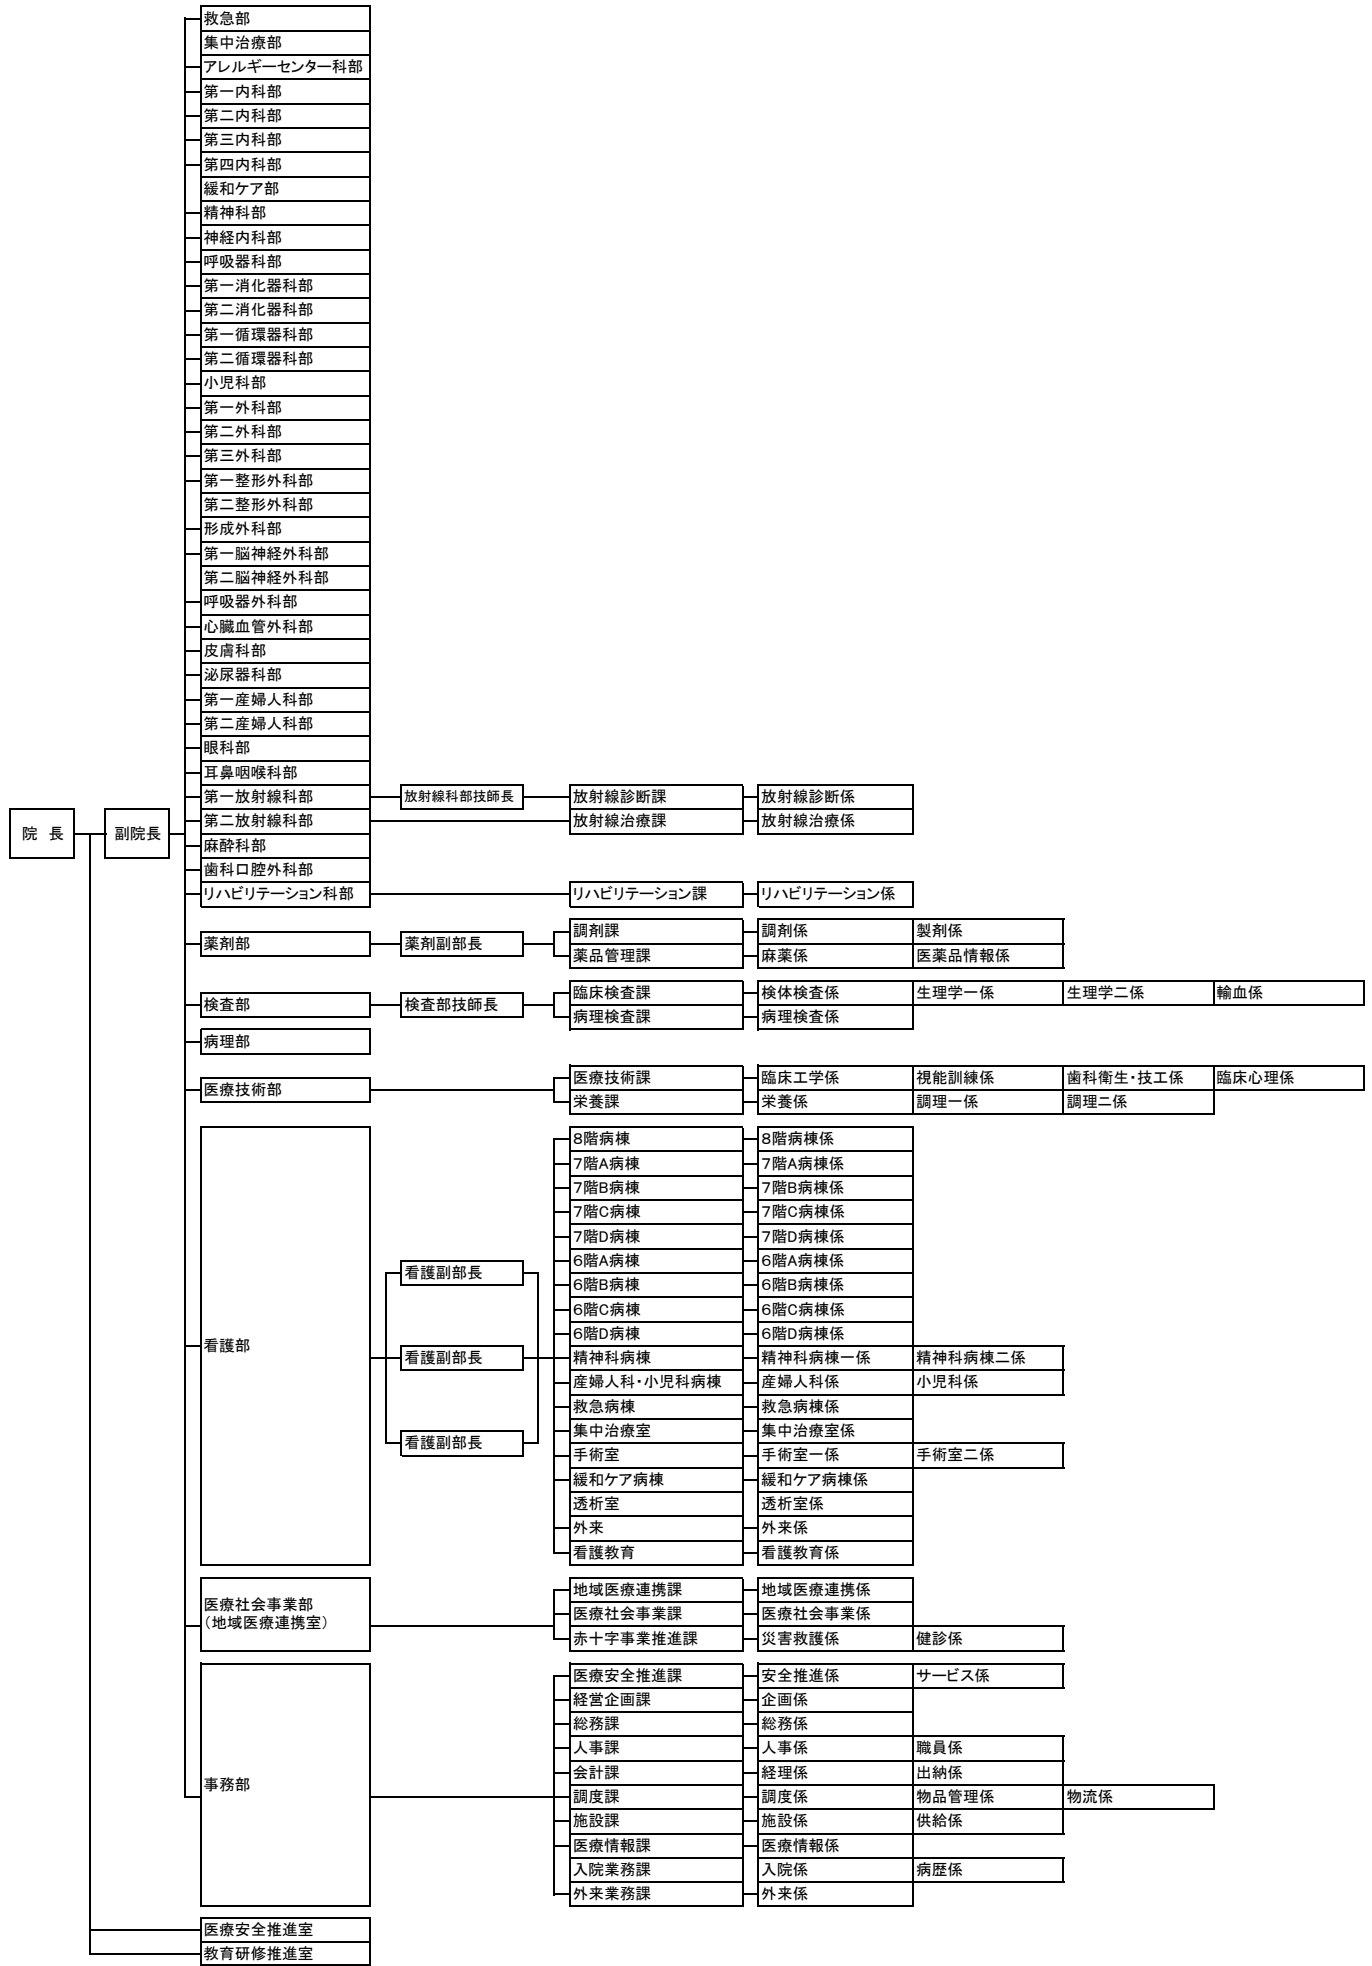 救急部
集中治療部
アレルギーセンター科部
第一内科部
第二内科部
第三内科部
第四内科部
緩和ケア部
精神科部
神経内科部
呼吸器科部
第一消化器科部
第二消化器科部
第一循環器科部
第二循環器科部
小児科部
第一外科部
第二外科部
第三外科部
第一整形外科部
第二整形外科部
形成外科部
第一脳神経外科部
第二脳神経外科部
呼吸器外科部
心臓血管外科部
皮膚科部
泌尿器科部
第一産婦人科部
第二産婦人科部
眼科部
耳鼻咽喉科部
第一放射線科部 放射線科部技師長 放射線診断課 放射線診断係
第二放射線科部 放射線治療課 放射線治療係
院 長 副院長
麻酔科部
歯科口腔外科部
リハビリテーション科部 リハビリテーション課 リハビリテーション係
薬剤部 薬剤副部長
調剤課 調剤係 製剤係
薬品管理課 麻薬係 医薬品情報係
検査部 検査部技師長
臨床検査課 検体検査係 生理学一係 生理学二係 輸血係
病理検査課 病理検査係
病理部
医療技術部
医療技術課 臨床工学係 視能訓練係 歯科衛生・技工係 臨床心理係
栄養課 栄養係 調理一係 調理二係
看護部
看護副部長
看護副部長
看護副部長
8階病棟 8階病棟係
7階A病棟 7階A病棟係
7階B病棟 7階B病棟係
7階C病棟 7階C病棟係
7階D病棟 7階D病棟係
6階A病棟 6階A病棟係
6階B病棟 6階B病棟係
6階C病棟 6階C病棟係
6階D病棟 6階D病棟係
精神科病棟 精神科病棟一係 精神科病棟二係
産婦人科・小児科病棟 産婦人科係 小児科係
救急病棟 救急病棟係
集中治療室 集中治療室係
手術室 手術室一係 手術室二係
緩和ケア病棟 緩和ケア病棟係
透析室 透析室係
外来 外来係
看護教育 看護教育係
医療社会事業部
（地域医療連携室）
地域医療連携課 地域医療連携係
医療社会事業課 医療社会事業係
赤十字事業推進課 災害救護係 健診係
事務部
医療安全推進課 安全推進係 サービス係
経営企画課 企画係
総務課 総務係
人事課 人事係 職員係
会計課 経理係 出納係
調度課 調度係 物品管理係 物流係
施設課 施設係 供給係
医療情報課 医療情報係
入院業務課 入院係 病歴係
外来業務課 外来係
医療安全推進室
教育研修推進室